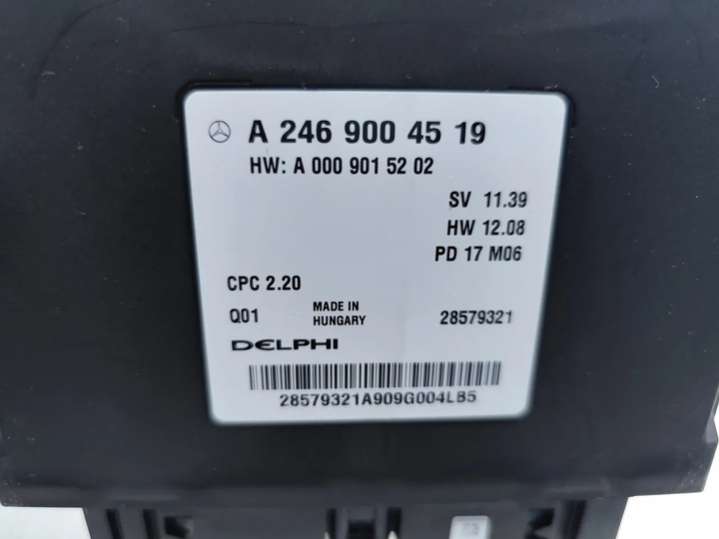 A 246 900 45 19
HW: A 000 901 52 02
SV 11.39
HW 12.08
PD 17 M06
CPC 2.20
Q01 MADE IN HUNGARY 28579321
DELPHI
28579321A909G004LB5